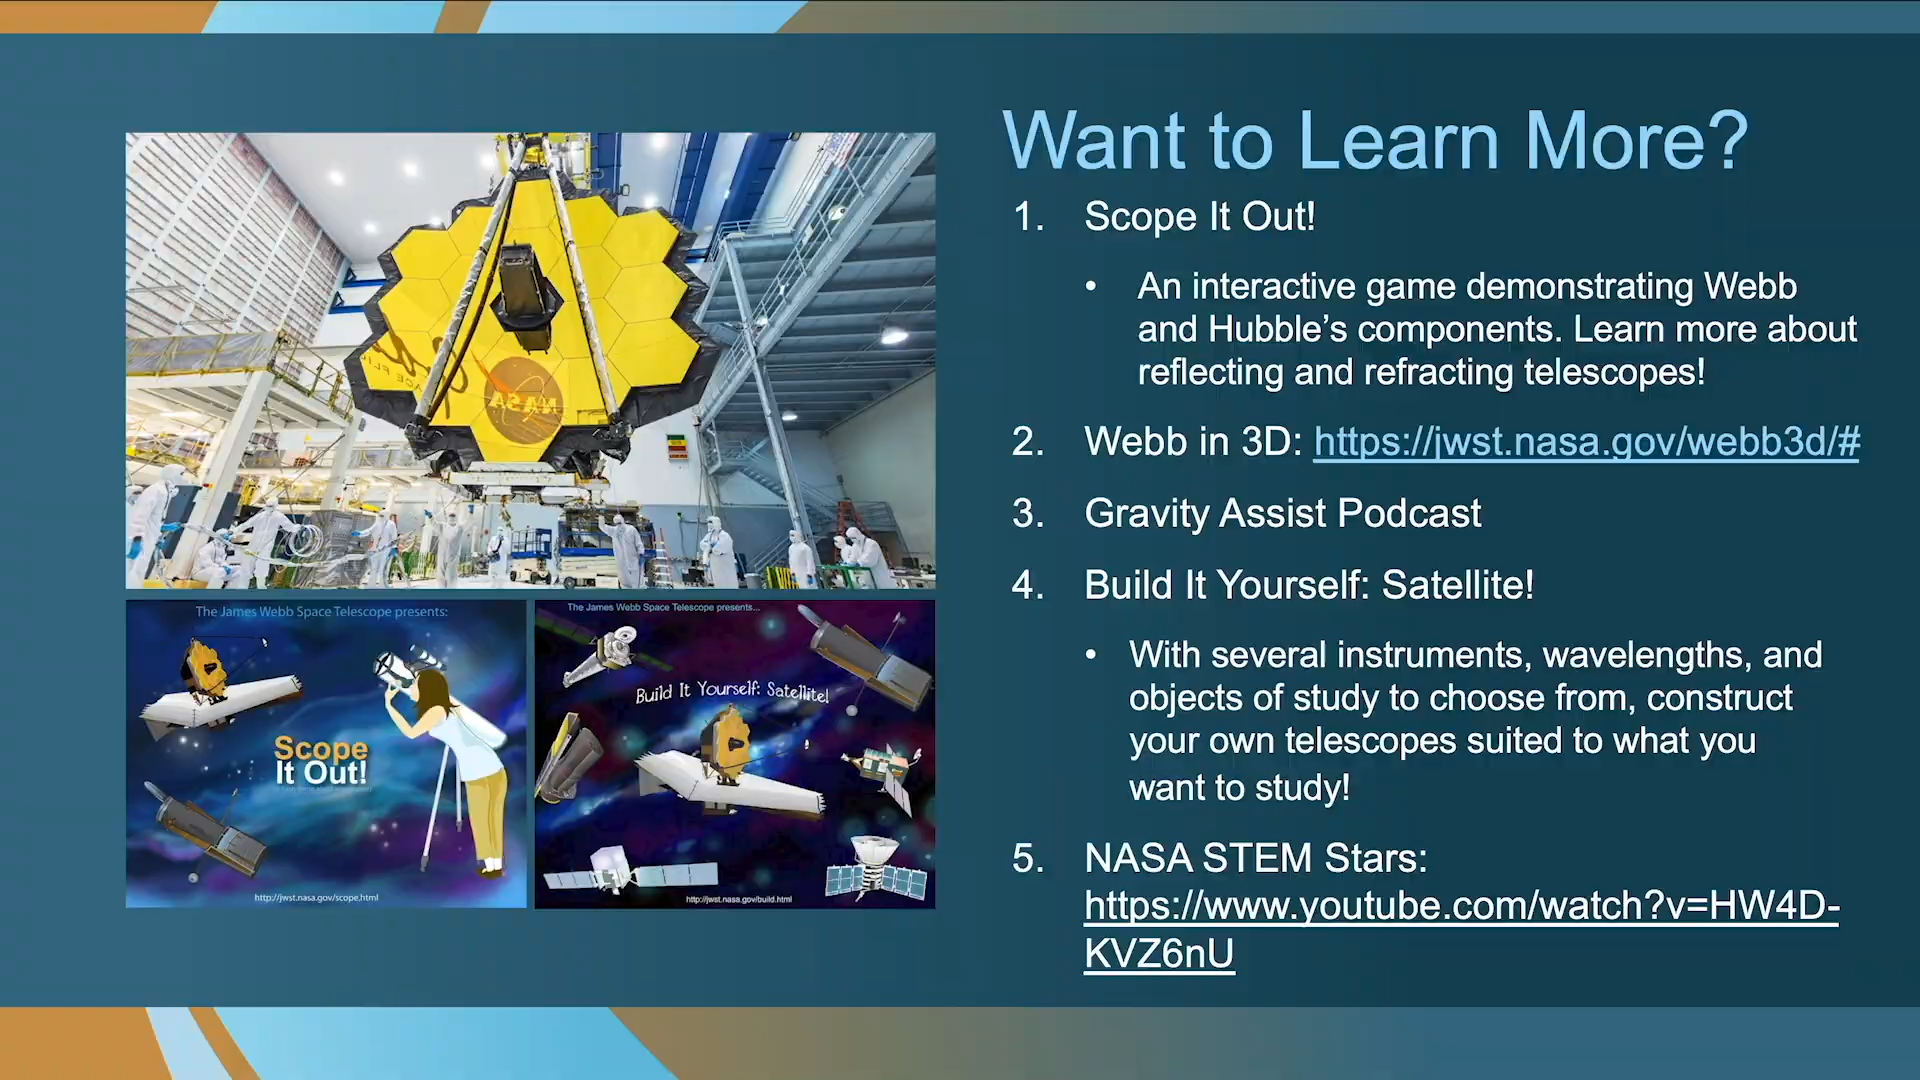 Want to Learn More?
1. Scope It Out!
• An interactive game demonstrating Webb
and Hubble’s components. Learn more about
reflecting and refracting telescopes!
2. Webb in 3D: https://jwst.nasa.gov/webb3d/#
3. Gravity Assist Podcast
4. Build It Yourself: Satellite!
• With several instruments, wavelengths, and
objects of study to choose from, construct
your own telescopes suited to what you
want to study!
5. NASA STEM Stars:
https://www.youtube.com/watch?v=HW4D-
KVZ6nU
NASA
The James Webb Space Telescope presents:
Scope
It Out!
http://jwst.nasa.gov/scope.html
The James Webb Space Telescope presents...
Build It Yourself: Satellite!
http://jwst.nasa.gov/build.html